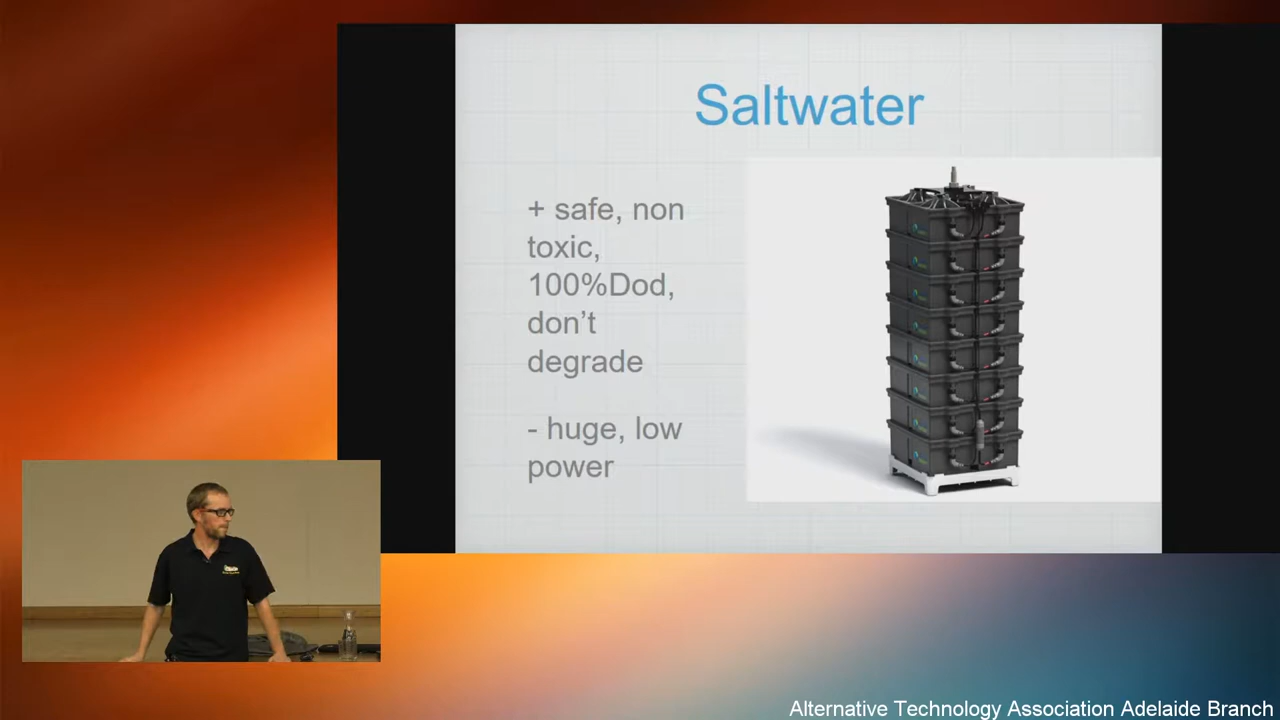 Saltwater
+ safe, non
toxic,
100%Dod,
don't
degrade
- huge, low
power
Alternative Technology Association Adelaide Branch